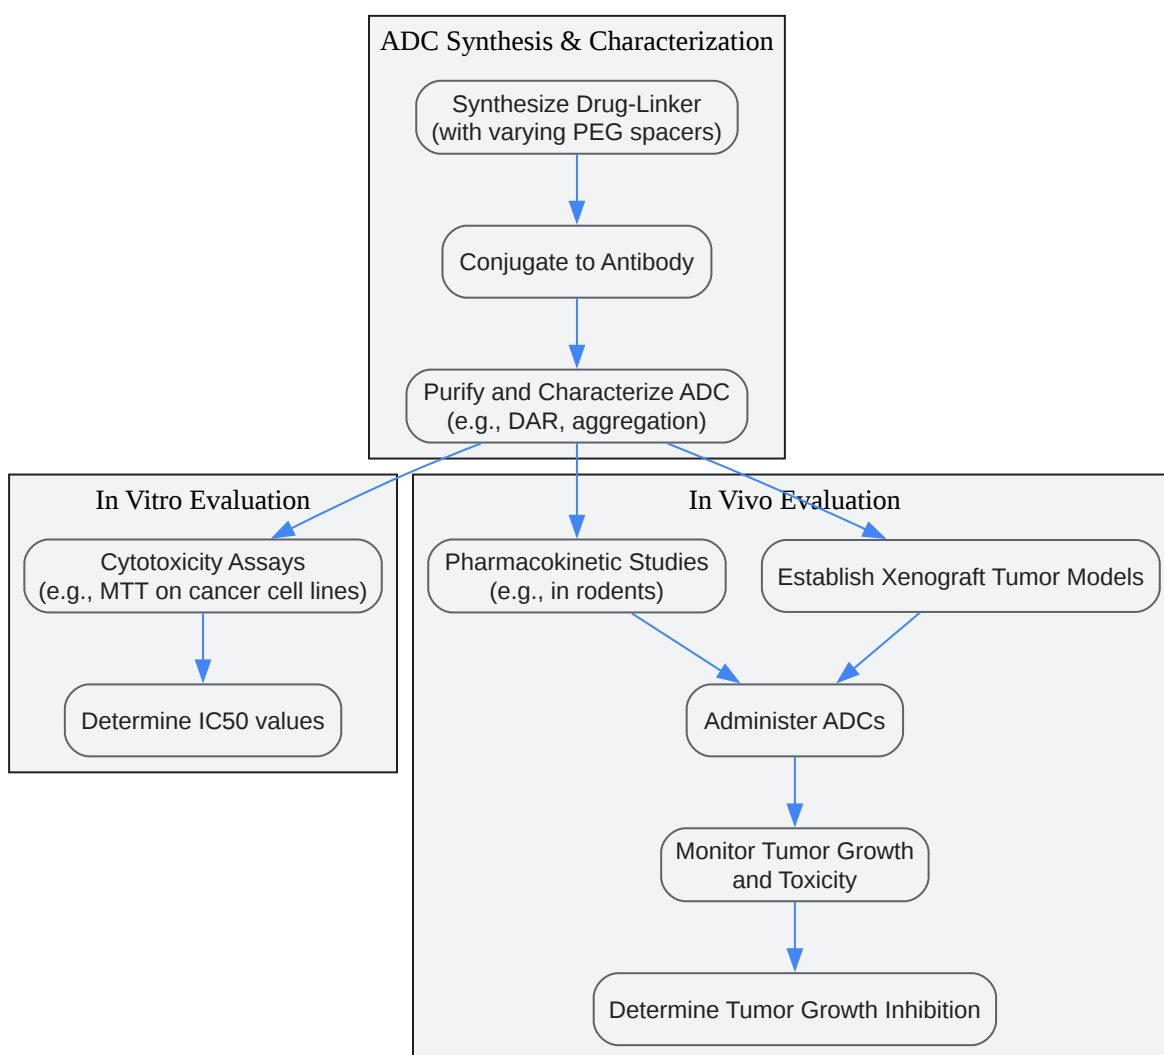 ADC Synthesis & Characterization
Synthesize Drug-Linker
(with varying PEG spacers)
Conjugate to Antibody
Purify and Characterize ADC
(e.g., DAR, aggregation)
In Vitro Evaluation
Cytotoxicity Assays
(e.g., MTT on cancer cell lines)
Determine IC50 values
In Vivo Evaluation
Pharmacokinetic Studies
(e.g., in rodents)
Establish Xenograft Tumor Models
Administer ADCs
Monitor Tumor Growth
and Toxicity
Determine Tumor Growth Inhibition